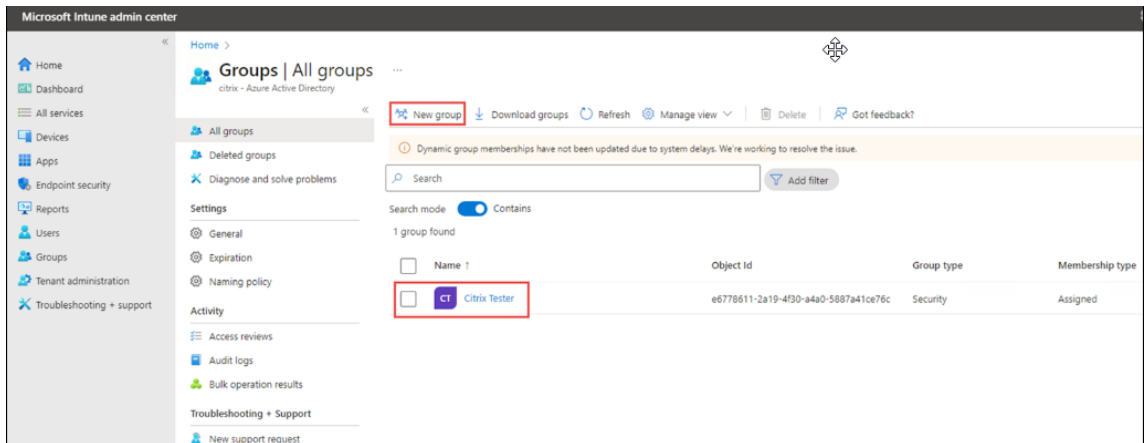 Microsoft Intune admin center
Home
Dashboard
All services
Devices
Apps
Endpoint security
Reports
Users
Groups
Tenant administration
Troubleshooting + support
Home >
Groups | All groups ...
citrix - Azure Active Directory
All groups
Deleted groups
Diagnose and solve problems
Settings
General
Expiration
Naming policy
Activity
Access reviews
Audit logs
Bulk operation results
Troubleshooting + Support
New support request
New group Download groups Refresh Manage view Delete Got feedback?
Dynamic group memberships have not been updated due to system delays. We're working to resolve the issue.
Search Add filter
Search mode Contains
1 group found
Name ↑ Object Id Group type Membership type
CT Citrix Tester e6778611-2a19-4f30-a4a0-5887a41ce76c Security Assigned